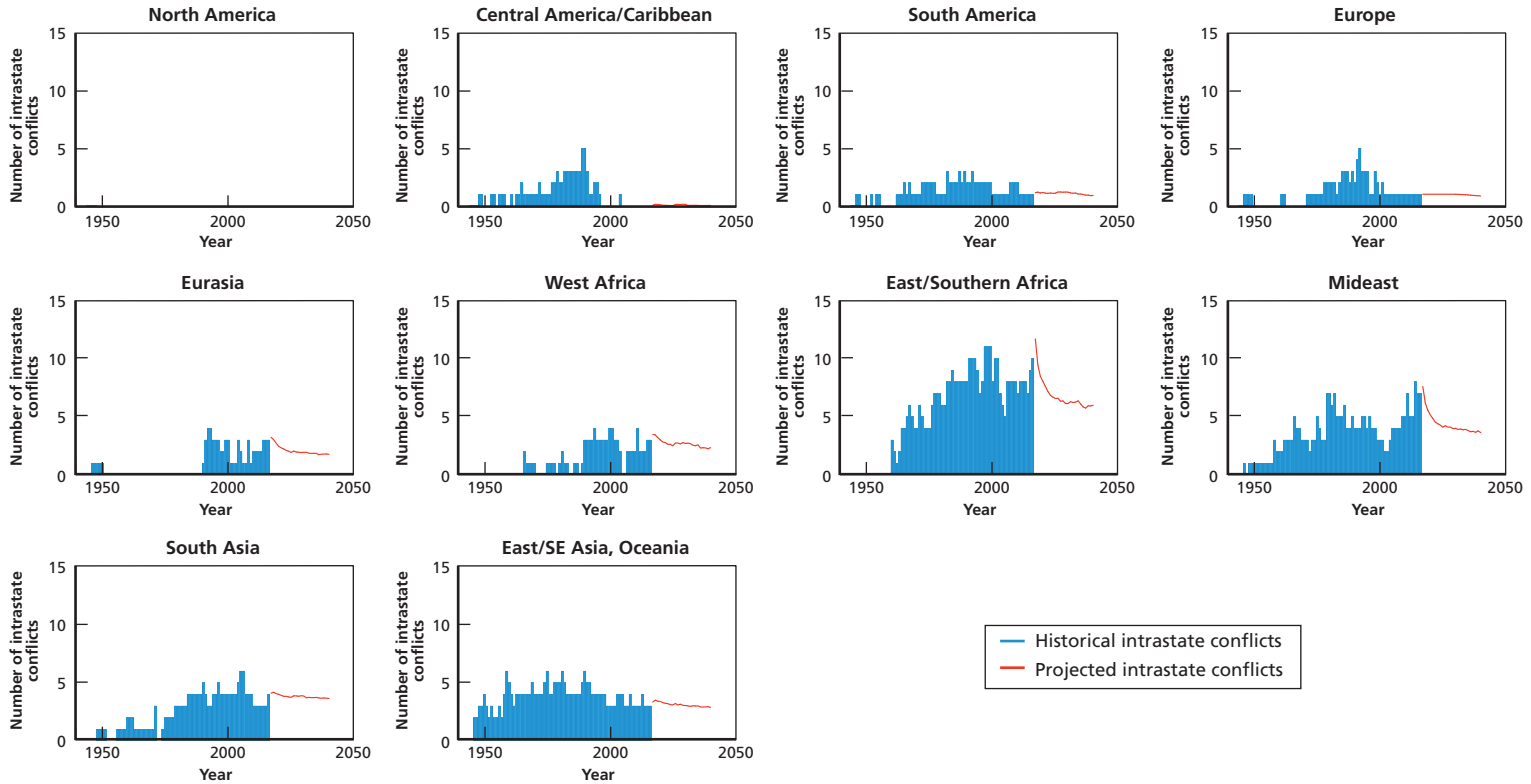 North America
Number of intrastate
conflicts
15
10
5
0
1950
2000
2050
Year
Central America/Caribbean
Number of intrastate
conflicts
15
10
5
0
1950
2000
2050
Year
South America
Number of intrastate
conflicts
15
10
5
0
1950
2000
2050
Year
Europe
Number of intrastate
conflicts
15
10
5
0
1950
2000
2050
Year
Eurasia
Number of intrastate
conflicts
15
10
5
0
1950
2000
2050
Year
West Africa
Number of intrastate
conflicts
15
10
5
0
1950
2000
2050
Year
East/Southern Africa
Number of intrastate
conflicts
15
10
5
0
1950
2000
2050
Year
Mideast
Number of intrastate
conflicts
15
10
5
0
1950
2000
2050
Year
South Asia
Number of intrastate
conflicts
15
10
5
0
1950
2000
2050
Year
East/SE Asia, Oceania
Number of intrastate
conflicts
15
10
5
0
1950
2000
2050
Year
Historical intrastate conflicts
Projected intrastate conflicts